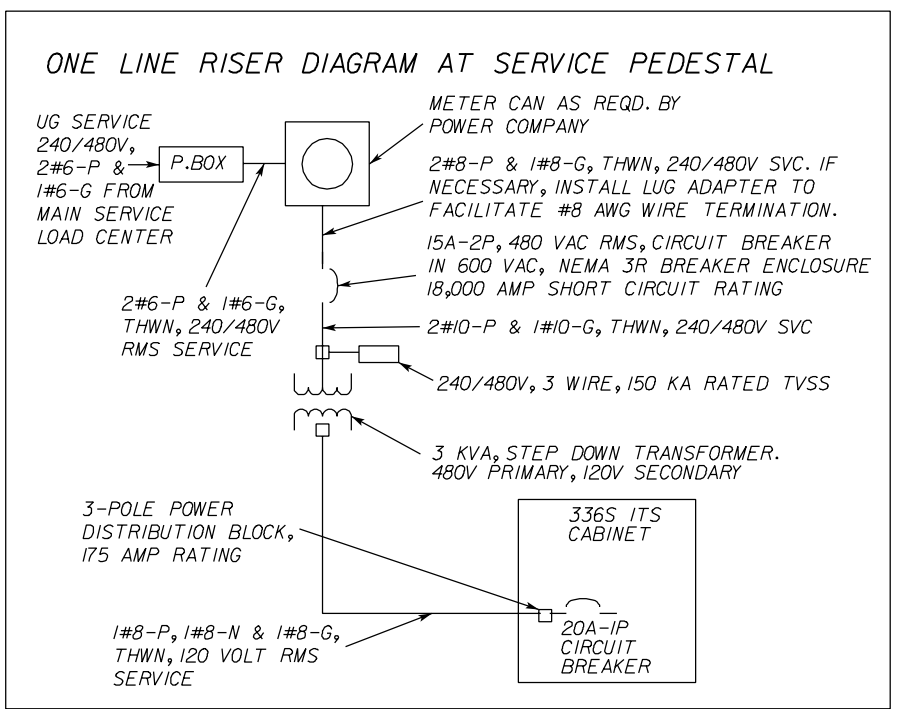 ONE LINE RISER DIAGRAM AT SERVICE PEDESTAL
UG SERVICE
240/480V,
2#6-P &
1#6-G FROM
MAIN SERVICE
LOAD CENTER
P.BOX
METER CAN AS REQD. BY
POWER COMPANY
2#8-P & 1#8-G, THWN, 240/480V SVC. IF
NECESSARY, INSTALL LUG ADAPTER TO
FACILITATE #8 AWG WIRE TERMINATION.
15A-2P, 480 VAC RMS, CIRCUIT BREAKER
IN 600 VAC, NEMA 3R BREAKER ENCLOSURE
18,000 AMP SHORT CIRCUIT RATING
2#6-P & 1#6-G,
THWN, 240/480V
RMS SERVICE
2#10-P & 1#10-G, THWN, 240/480V SVC
240/480V, 3 WIRE, 150 KA RATED TVSS
3 KVA, STEP DOWN TRANSFORMER.
480V PRIMARY, 120V SECONDARY
3-POLE POWER
DISTRIBUTION BLOCK,
175 AMP RATING
336S ITS
CABINET
20A-1P
CIRCUIT
BREAKER
1#8-P, 1#8-N & 1#8-G,
THWN, 120 VOLT RMS
SERVICE